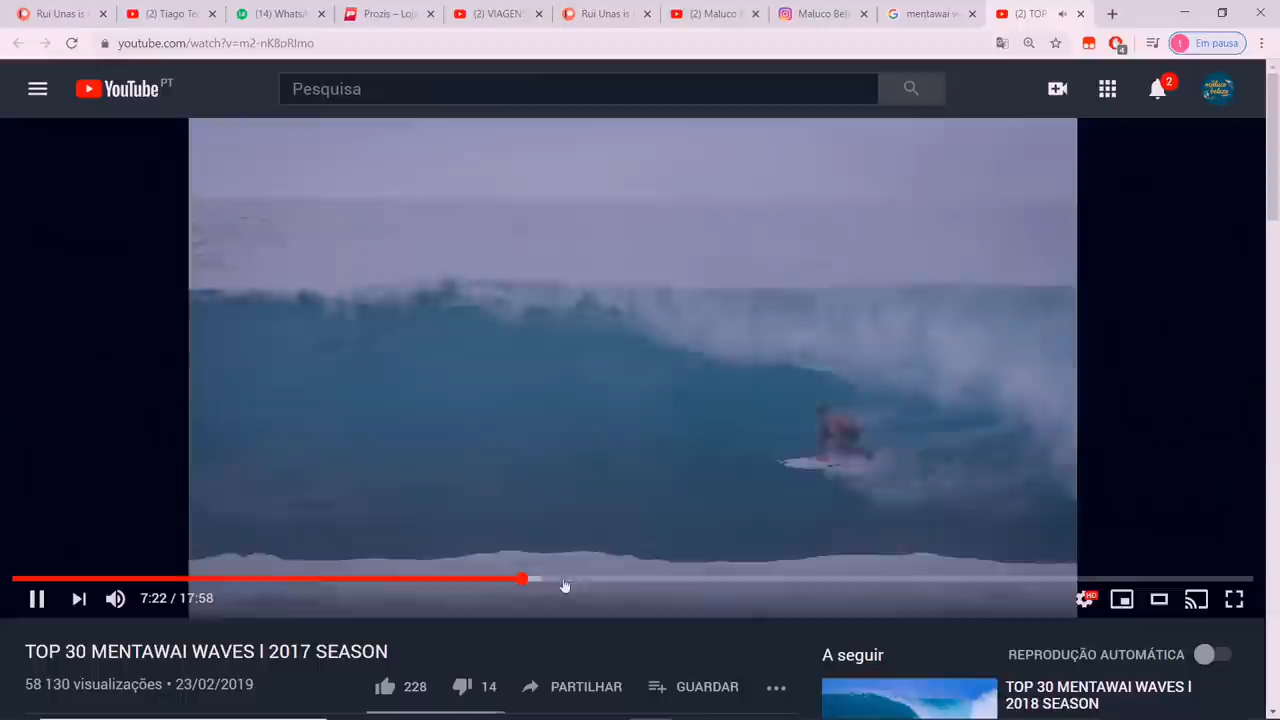 Rui Unas is
(2) Tiago Te
(14) Whats
Prozis – Loj
(2) VIAGEN
Rui Unas is
(2) Maluco
Maluco Bel
mentawai w
(2) TOP
youtube.com/watch?v=m2-nK8pRImo
4
t
Em pausa
YouTube PT
Pesquisa
2
maluco beleza
7:22 / 17:58
HD
TOP 30 MENTAWAI WAVES l 2017 SEASON
58 130 visualizações • 23/02/2019
228
14
PARTILHAR
GUARDAR
A seguir
REPRODUÇÃO AUTOMÁTICA
TOP 30 MENTAWAI WAVES l
2018 SEASON